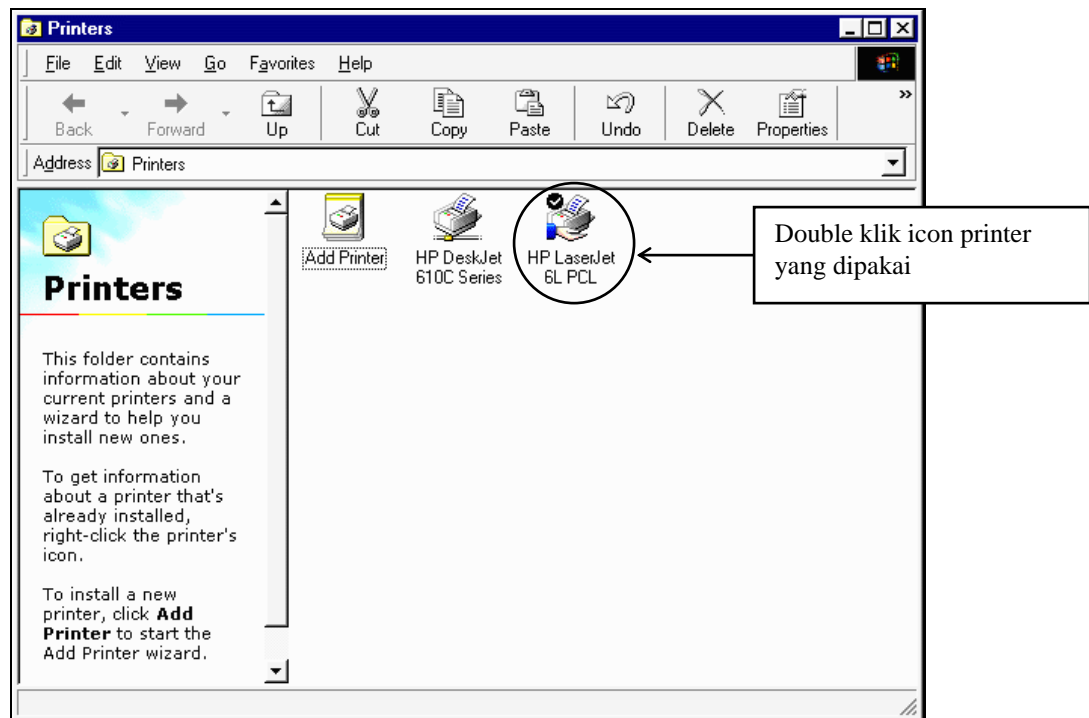 Printers
File Edit View Go Favorites Help
Back Forward Up Cut Copy Paste Undo Delete Properties »
Address Printers
Add Printer
HP DeskJet
610C Series
HP LaserJet
6L PCL
Double klik icon printer
yang dipakai
Printers
This folder contains
information about your
current printers and a
wizard to help you
install new ones.
To get information
about a printer that's
already installed,
right-click the printer's
icon.
To install a new
printer, click Add
Printer to start the
Add Printer wizard.